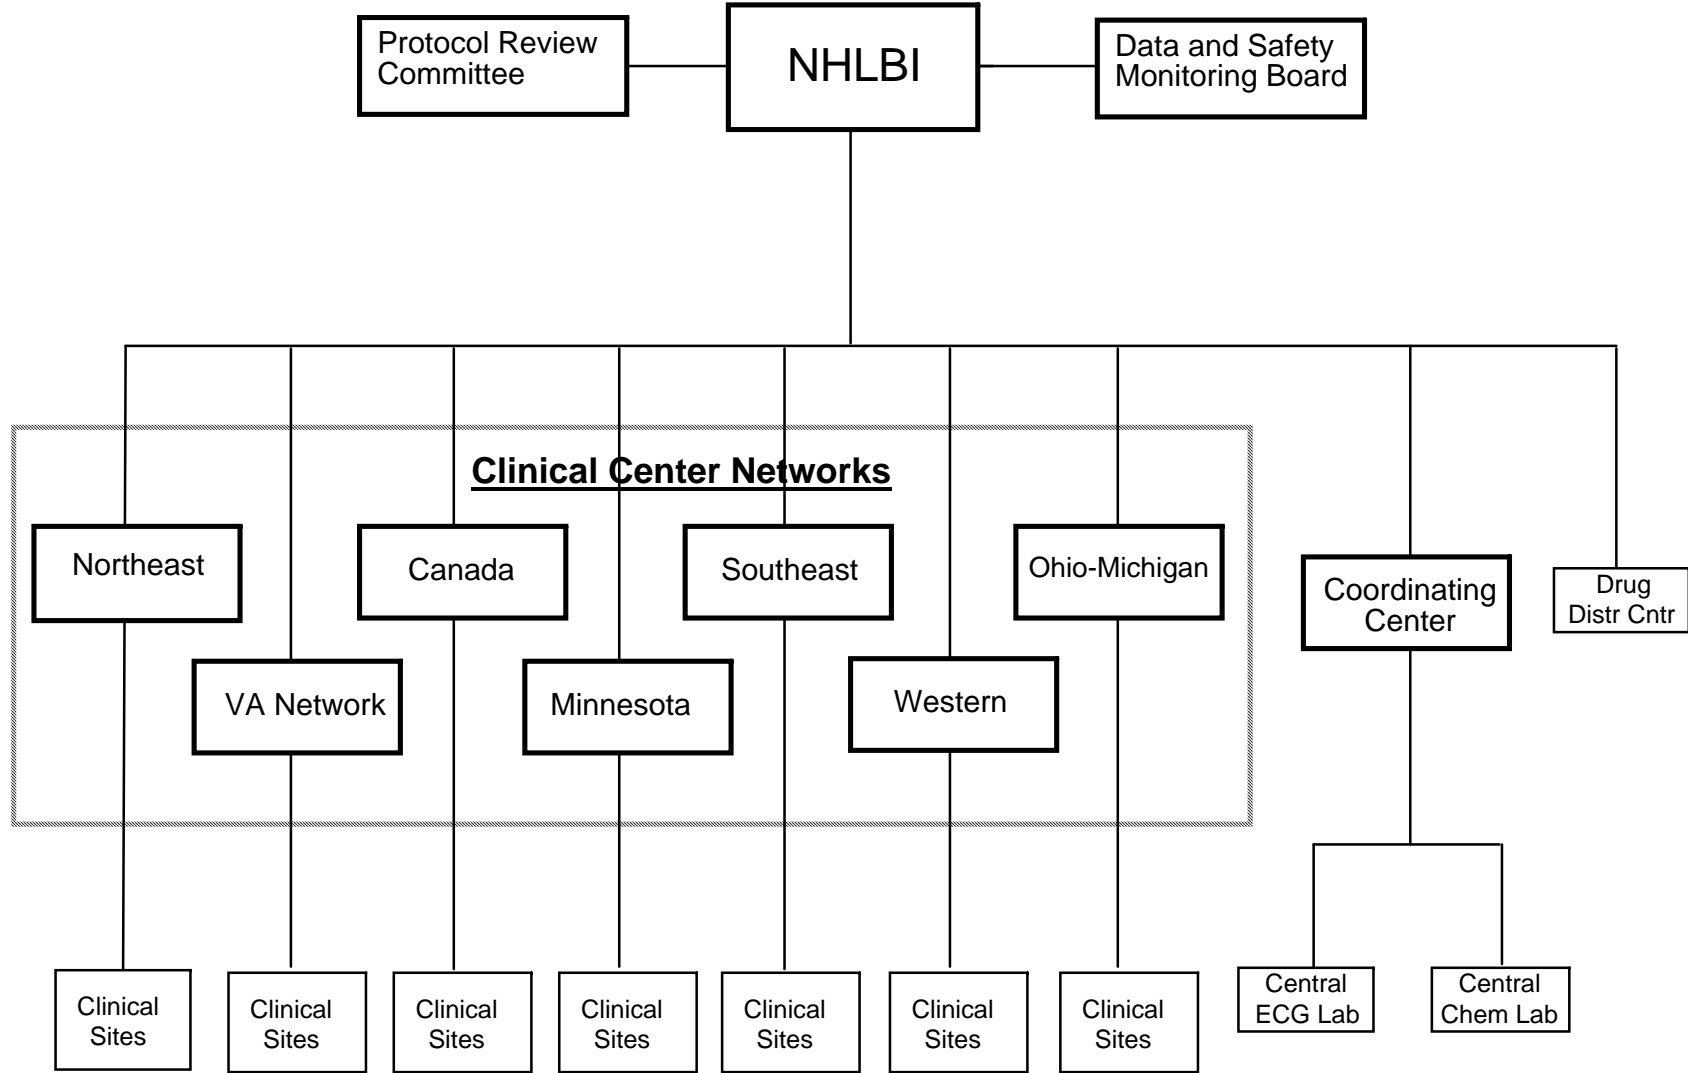 Protocol Review
Committee
NHLBI
Data and Safety
Monitoring Board
Clinical Center Networks
Northeast
Canada
Southeast
Ohio-Michigan
VA Network
Minnesota
Western
Coordinating
Center
Drug
Distr Cntr
Clinical
Sites
Clinical
Sites
Clinical
Sites
Clinical
Sites
Clinical
Sites
Clinical
Sites
Clinical
Sites
Central
ECG Lab
Central
Chem Lab